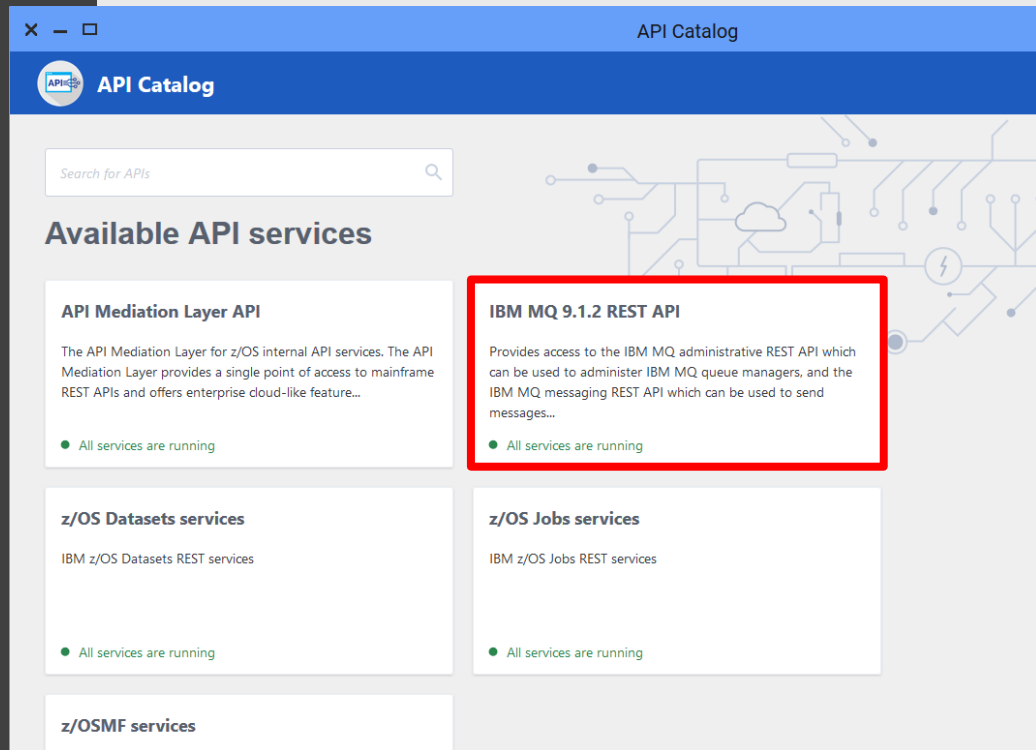 API Catalog
API
API Catalog
Search for APIs
Available API services
API Mediation Layer API
The API Mediation Layer for z/OS internal API services. The API
Mediation Layer provides a single point of access to mainframe
REST APIs and offers enterprise cloud-like feature...
All services are running
IBM MQ 9.1.2 REST API
Provides access to the IBM MQ administrative REST API which
can be used to administer IBM MQ queue managers, and the
IBM MQ messaging REST API which can be used to send
messages...
All services are running
z/OS Datasets services
IBM z/OS Datasets REST services
All services are running
z/OS Jobs services
IBM z/OS Jobs REST services
All services are running
z/OSMF services